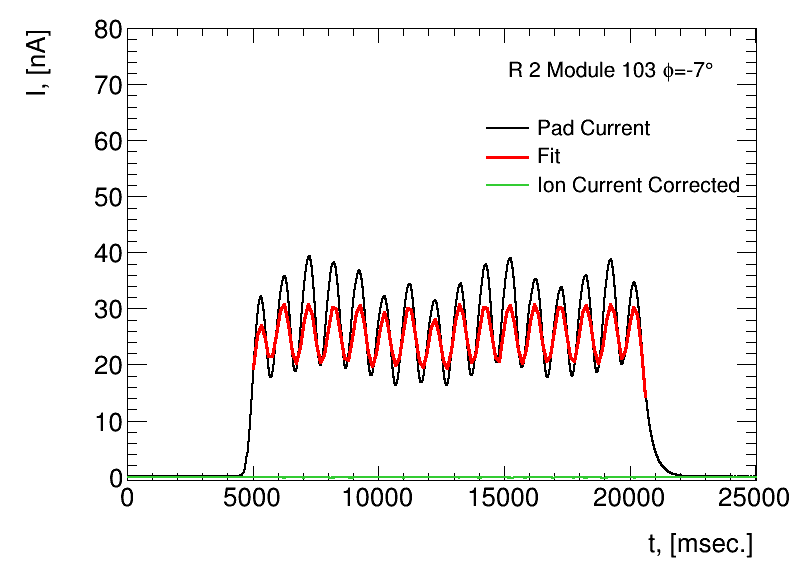 I, [nA]
80
70
60
50
40
30
20
10
0
R 2 Module 103 ϕ=-7°
Pad Current
Fit
Ion Current Corrected
0 5000 10000 15000 20000 25000
t, [msec.]